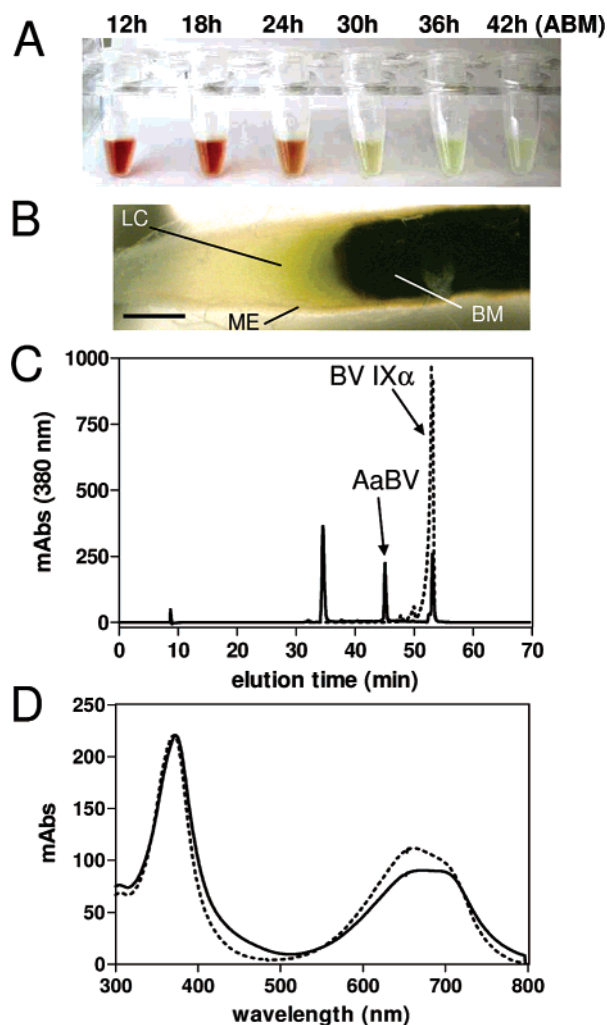 A
12h 18h 24h 30h 36h 42h (ABM)
B
LC
ME
BM
C
1000
750
500
250
0
mAbs (380 nm)
BV IXα
AaBV
0 10 20 30 40 50 60 70
elution time (min)
D
250
200
150
100
50
0
mAbs
300 400 500 600 700 800
wavelength (nm)